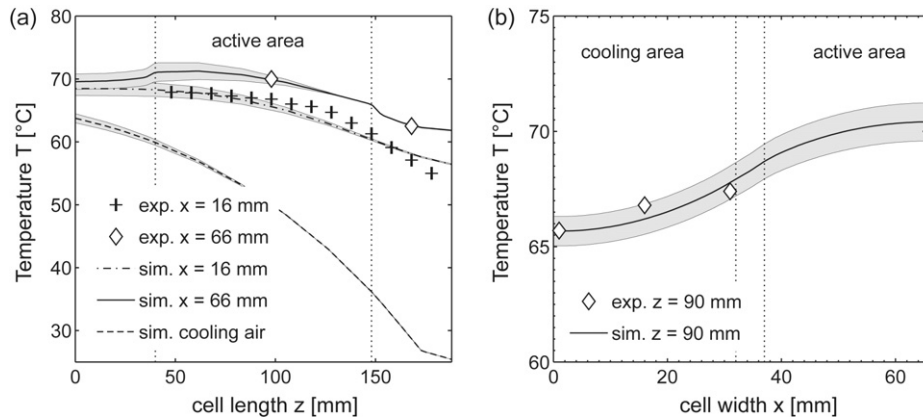 (a)
80
70
60
50
40
30
Temperature T [°C]
active area
exp. x = 16 mm
exp. x = 66 mm
sim. x = 16 mm
sim. x = 66 mm
sim. cooling air
0 50 100 150
cell length z [mm]
(b)
75
70
65
60
Temperature T [°C]
cooling area active area
exp. z = 90 mm
sim. z = 90 mm
0 20 40 60
cell width x [mm]